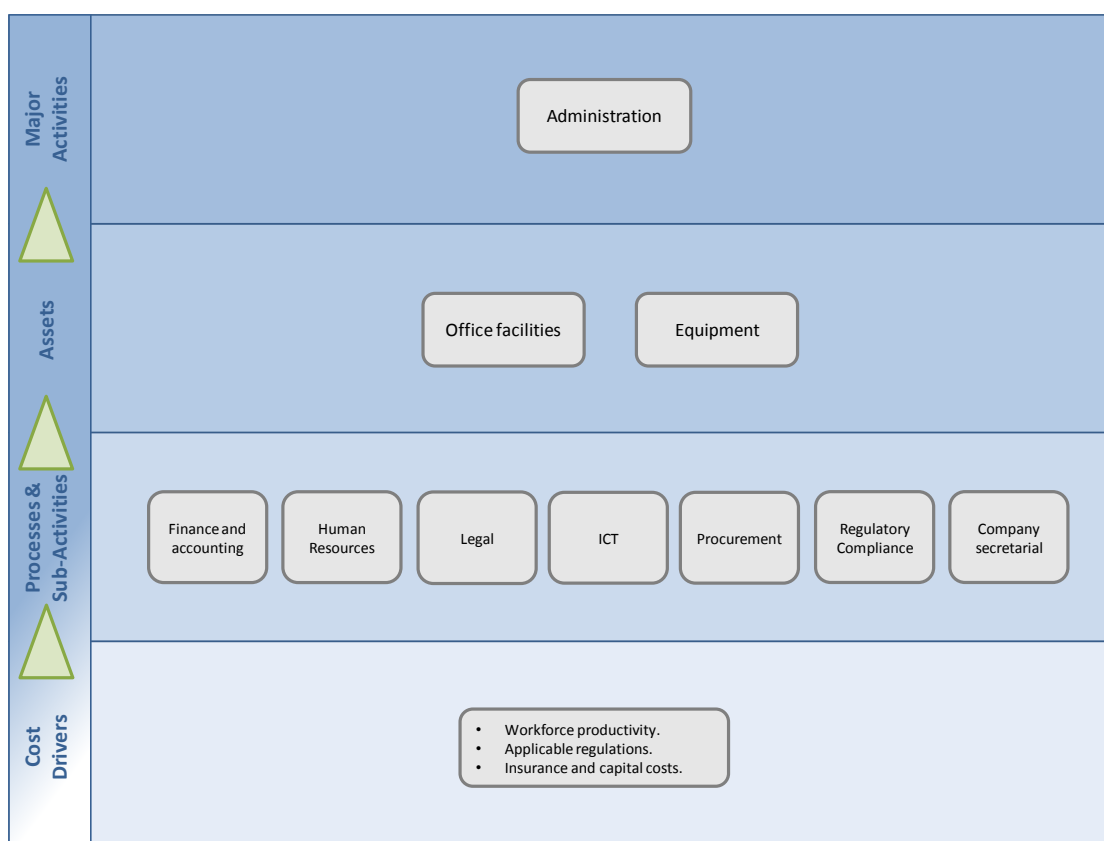 Major
Activities
Administration
Assets
Office facilities
Equipment
Processes &
Sub-Activities
Finance and
accounting
Human
Resources
Legal
ICT
Procurement
Regulatory
Compliance
Company
secretarial
Cost
Drivers
• Workforce productivity.
• Applicable regulations.
• Insurance and capital costs.